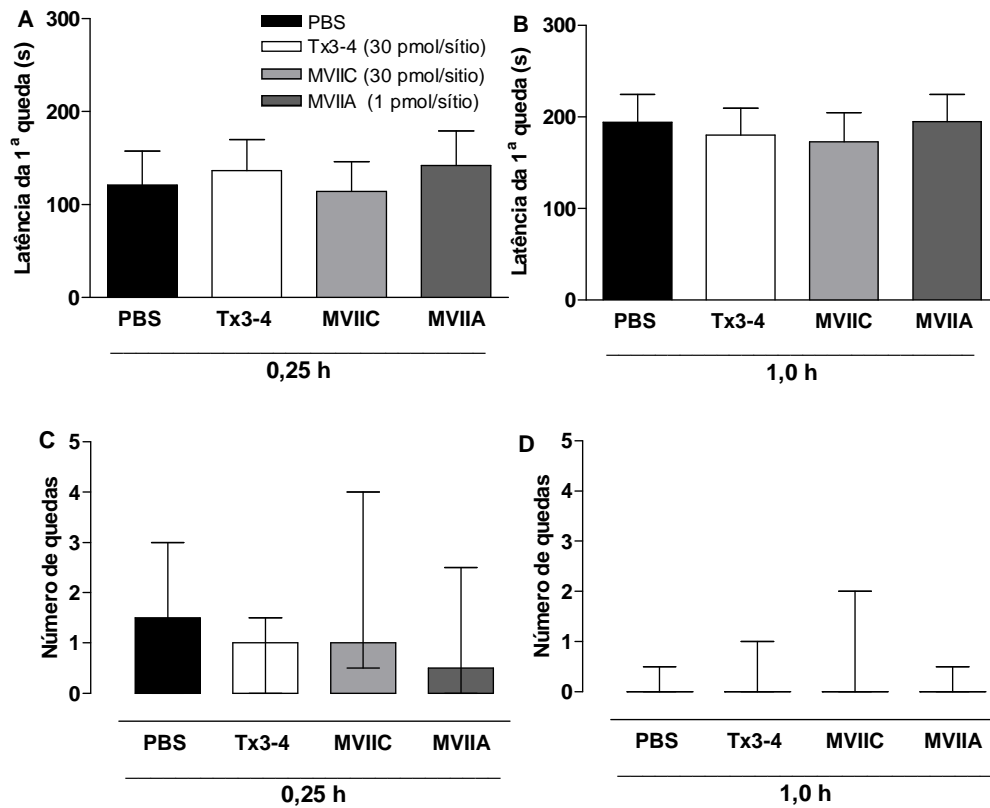 A
Latência da 1ª queda (s)
300
200
100
0
PBS
Tx3-4 (30 pmol/sítio)
MVIIC (30 pmol/sitio)
MVIIA (1 pmol/sítio)
PBS Tx3-4 MVIIC MVIIA
0,25 h
B
Latência da 1ª queda (s)
300
200
100
0
PBS Tx3-4 MVIIC MVIIA
1,0 h
C
Número de quedas
5
4
3
2
1
0
PBS Tx3-4 MVIIC MVIIA
0,25 h
D
Número de quedas
5
4
3
2
1
0
PBS Tx3-4 MVIIC MVIIA
1,0 h